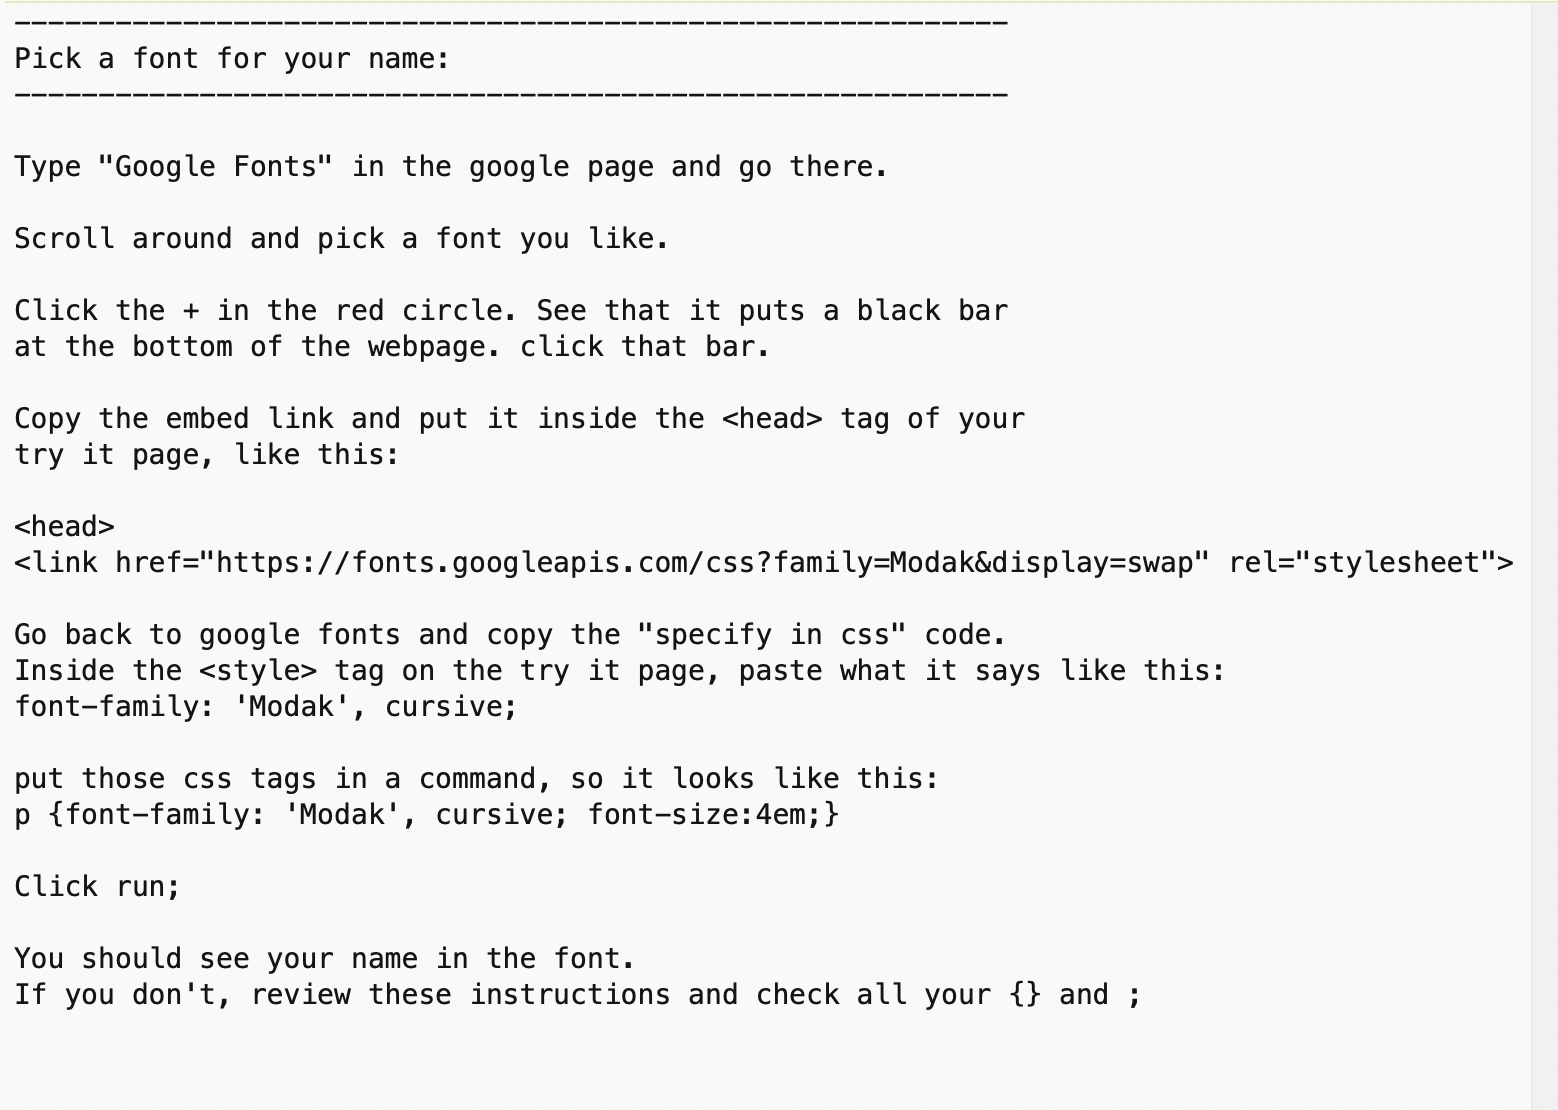 -----------------------------------------------------------
Pick a font for your name:
-----------------------------------------------------------
Type "Google Fonts" in the google page and go there.
Scroll around and pick a font you like.
Click the + in the red circle. See that it puts a black bar
at the bottom of the webpage. click that bar.
Copy the embed link and put it inside the <head> tag of your
try it page, like this:
<head>
<link href="https://fonts.googleapis.com/css?family=Modak&display=swap" rel="stylesheet">
Go back to google fonts and copy the "specify in css" code.
Inside the <style> tag on the try it page, paste what it says like this:
font-family: 'Modak', cursive;
put those css tags in a command, so it looks like this:
p {font-family: 'Modak', cursive; font-size:4em;}
Click run;
You should see your name in the font.
If you don't, review these instructions and check all your {} and ;